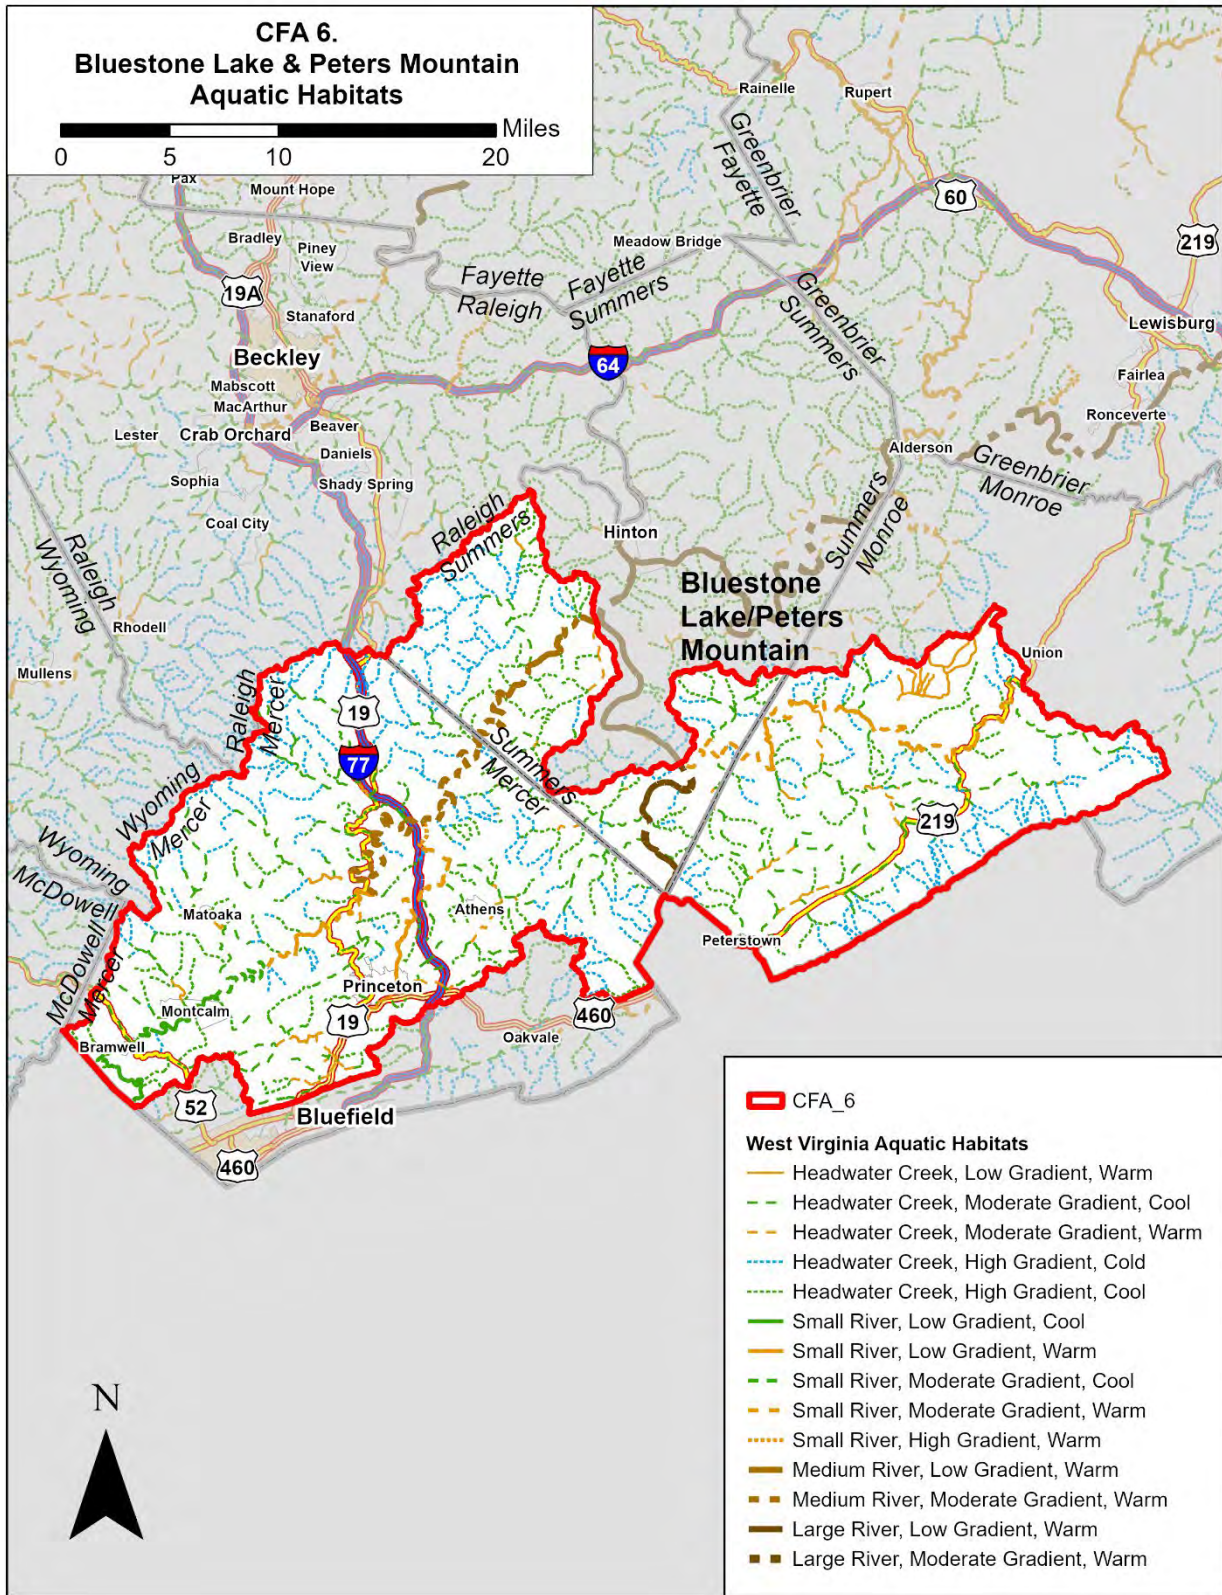 CFA 6.
Bluestone Lake & Peters Mountain
Aquatic Habitats
Miles
0 5 10 20
Rainelle
Rupert
Greenbrier
Fayette
Pax
Mount Hope
60
219
Bradley
Piney
View
Meadow Bridge
Fayette
Raleigh
Fayette
Summers
Greenbrier
Summers
19A
Stanaford
Lewisburg
Beckley
64
Fairlea
Mabscott
MacArthur
Ronceverte
Lester
Crab Orchard
Beaver
Alderson
Daniels
Greenbrier
Monroe
Sophia
Shady Spring
Coal City
Raleigh
Summers
Hinton
Summers
Monroe
Raleigh
Wyoming
Bluestone
Lake/Peters
Mountain
Rhodell
Union
Mullens
Raleigh
Mercer
19
77
Summers
Mercer
219
Wyoming
Mercer
Wyoming
McDowell
Matoaka
Athens
McDowell
Mercer
Peterstown
Princeton
Montcalm
19
460
Oakvale
Bramwell
52
Bluefield
460
CFA_6
West Virginia Aquatic Habitats
Headwater Creek, Low Gradient, Warm
Headwater Creek, Moderate Gradient, Cool
Headwater Creek, Moderate Gradient, Warm
Headwater Creek, High Gradient, Cold
Headwater Creek, High Gradient, Cool
Small River, Low Gradient, Cool
Small River, Low Gradient, Warm
Small River, Moderate Gradient, Cool
Small River, Moderate Gradient, Warm
Small River, High Gradient, Warm
Medium River, Low Gradient, Warm
Medium River, Moderate Gradient, Warm
Large River, Low Gradient, Warm
Large River, Moderate Gradient, Warm
N